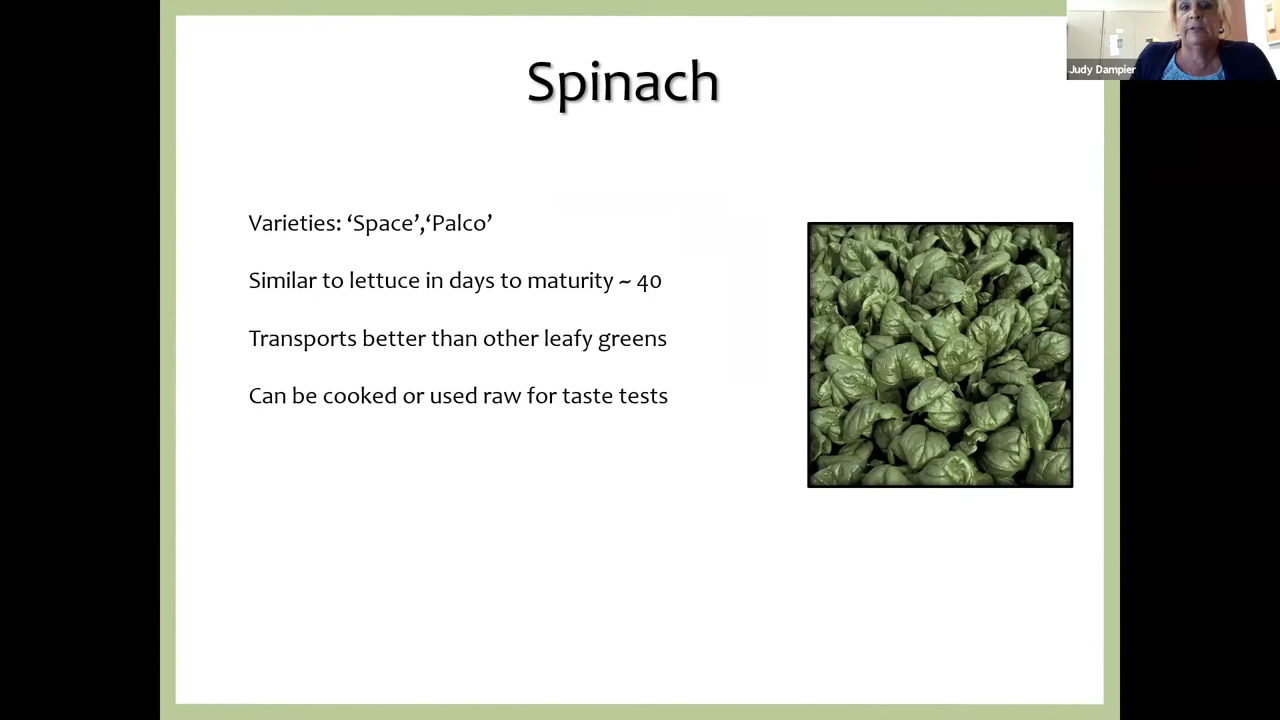 Spinach
Judy Dampier
Varieties: ‘Space’,‘Palco’
Similar to lettuce in days to maturity ~ 40
Transports better than other leafy greens
Can be cooked or used raw for taste tests